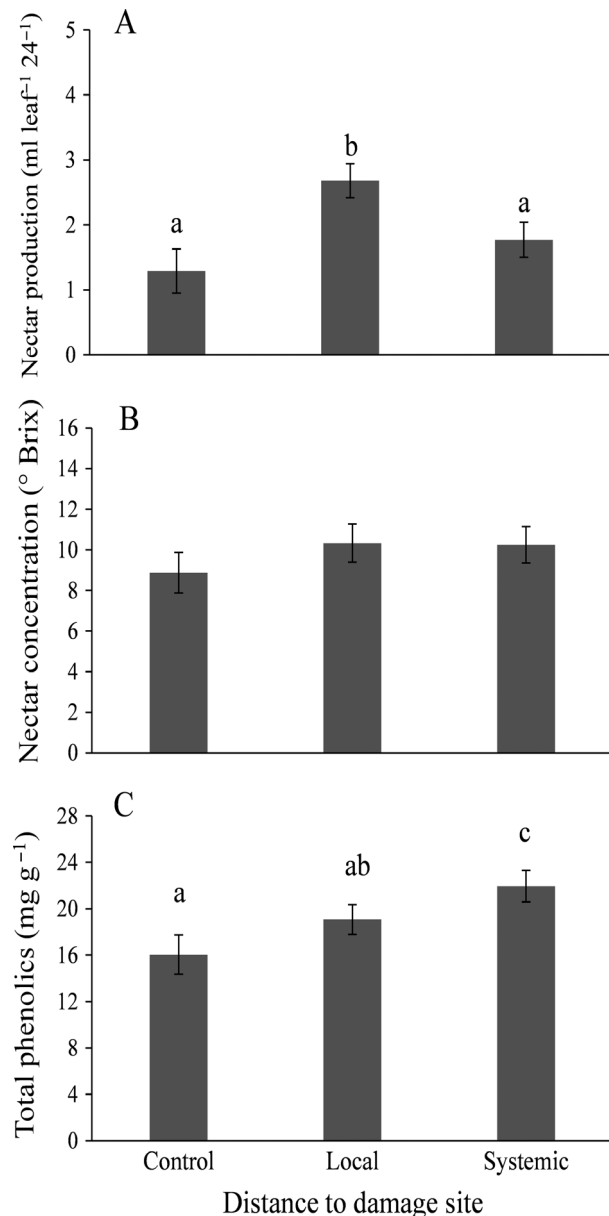 A
Nectar production (ml leaf⁻¹ 24⁻¹)
5
4
3
2
1
0
a
b
a
B
Nectar concentration (° Brix)
16
14
12
10
8
6
4
2
0
C
Total phenolics (mg g⁻¹)
28
24
20
16
12
8
4
0
a
ab
c
Control Local Systemic
Distance to damage site